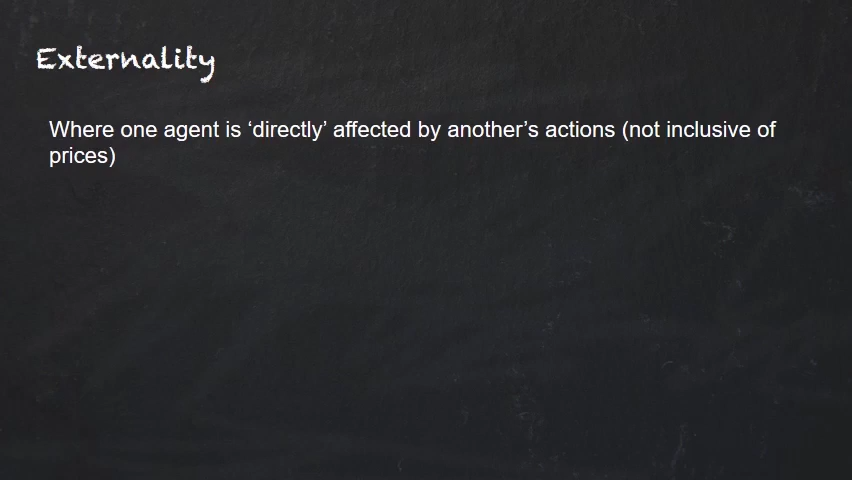 Externality
Where one agent is ‘directly’ affected by another’s actions (not inclusive of
prices)